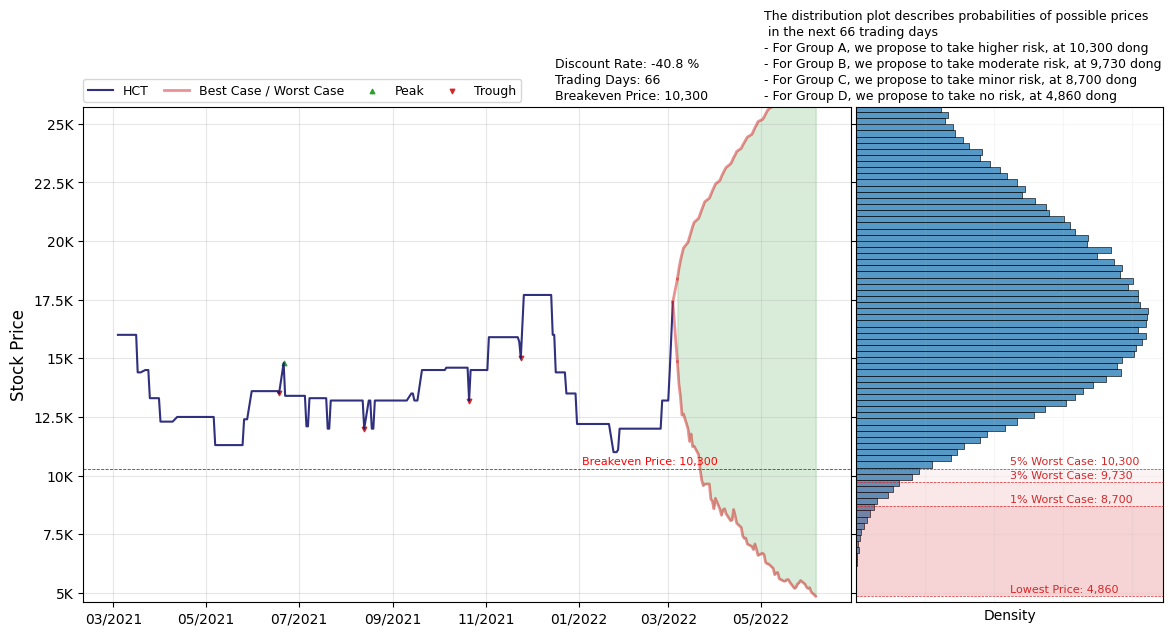 The distribution plot describes probabilities of possible prices
in the next 66 trading days
- For Group A, we propose to take higher risk, at 10,300 dong
- For Group B, we propose to take moderate risk, at 9,730 dong
- For Group C, we propose to take minor risk, at 8,700 dong
- For Group D, we propose to take no risk, at 4,860 dong
Discount Rate: -40.8 %
Trading Days: 66
Breakeven Price: 10,300
HCT
Best Case / Worst Case
Peak
Trough
Stock Price
25K
22.5K
20K
17.5K
15K
12.5K
10K
7.5K
5K
Breakeven Price: 10,300
5% Worst Case: 10,300
3% Worst Case: 9,730
1% Worst Case: 8,700
Lowest Price: 4,860
03/2021
05/2021
07/2021
09/2021
11/2021
01/2022
03/2022
05/2022
Density